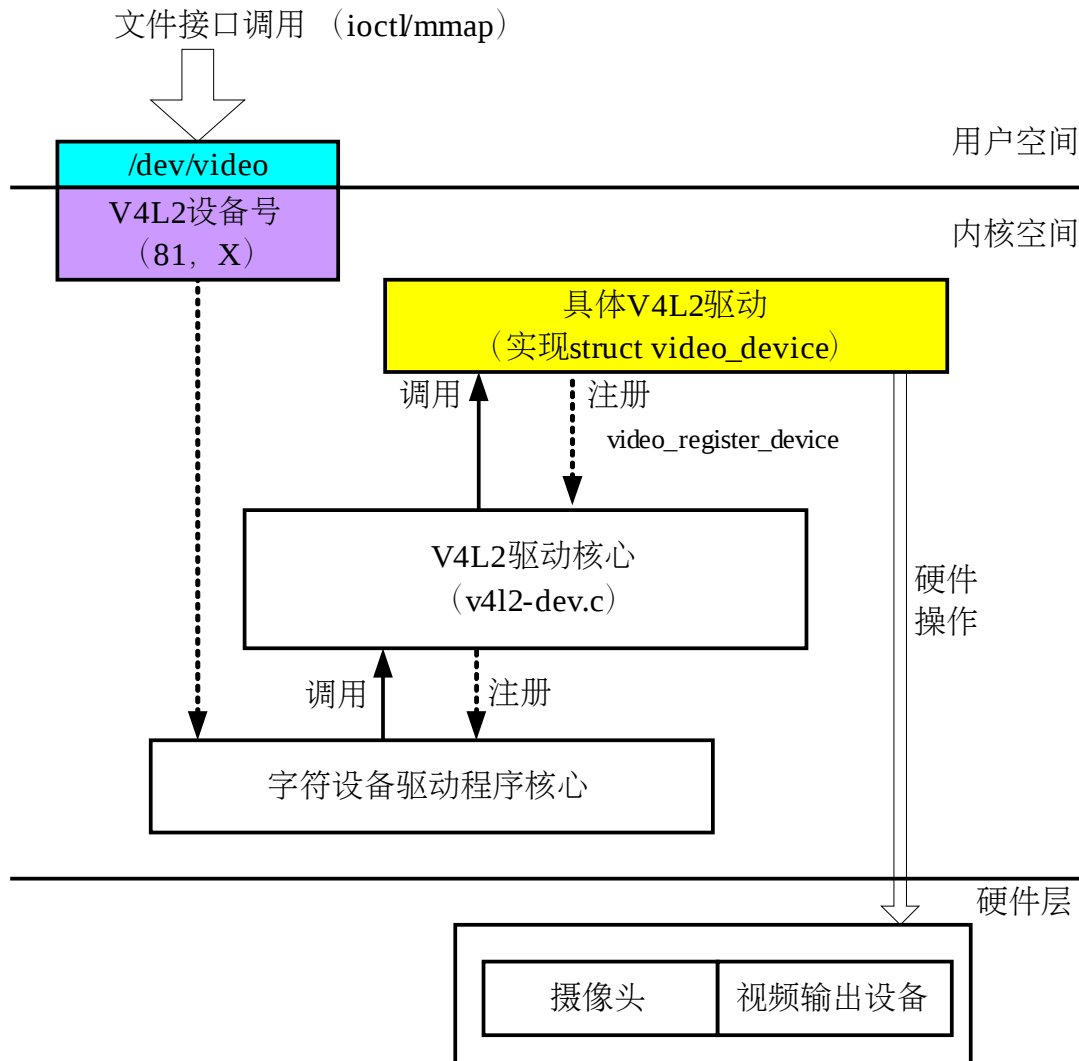 文件接口调用 （ioctl/mmap）
用户空间
/dev/video
V4L2设备号
（81，X）
内核空间
具体V4L2驱动
（实现struct video_device）
调用
注册
video_register_device
V4L2驱动核心
（v4l2-dev.c）
硬件
操作
调用
注册
字符设备驱动程序核心
硬件层
摄像头
视频输出设备